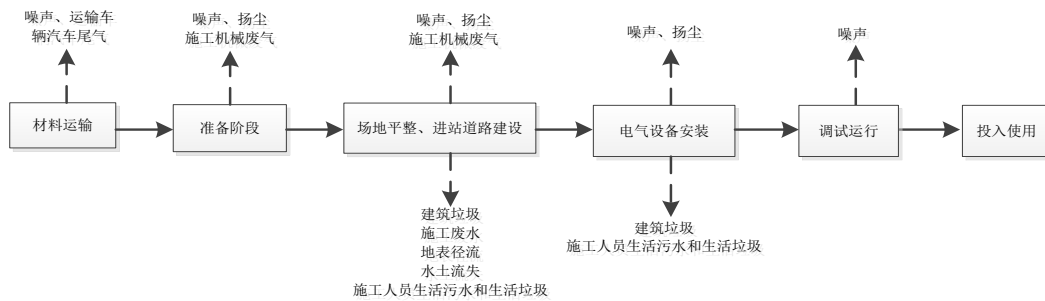 噪声、运输车
辆汽车尾气
噪声、扬尘
施工机械废气
噪声、扬尘
施工机械废气
噪声、扬尘
噪声
材料运输
准备阶段
场地平整、进站道路建设
电气设备安装
调试运行
投入使用
建筑垃圾
施工废水
地表径流
水土流失
施工人员生活污水和生活垃圾
建筑垃圾
施工人员生活污水和生活垃圾